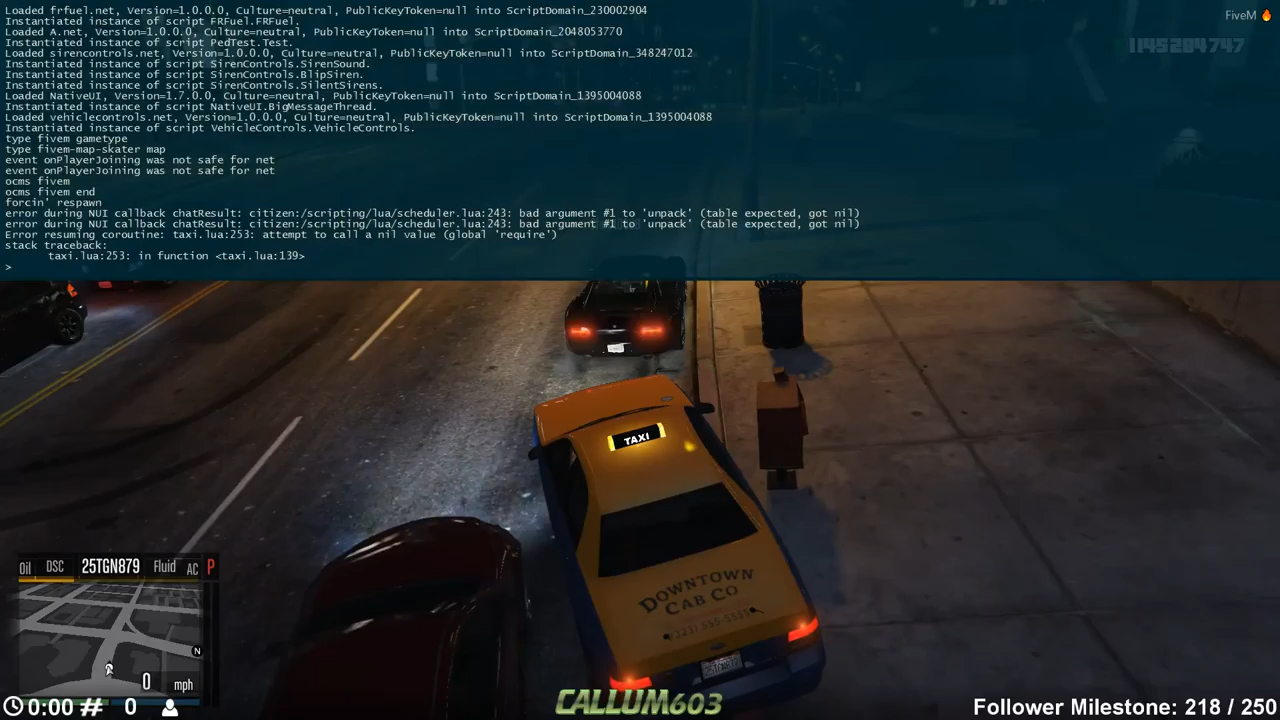 Loaded frfuel.net, Version=1.0.0.0, Culture=neutral, PublicKeyToken=null into ScriptDomain_230002904
Instantiated instance of script FRFuel.FRFuel.
Loaded A.net, Version=1.0.0.0, Culture=neutral, PublicKeyToken=null into ScriptDomain_2048053770
Instantiated instance of script PedTest.Test.
Loaded sirencontrols.net, Version=1.0.0.0, Culture=neutral, PublicKeyToken=null into ScriptDomain_348247012
Instantiated instance of script SirenControls.SirenSound.
Instantiated instance of script SirenControls.BlipSiren.
Instantiated instance of script SirenControls.SilentSirens.
Loaded NativeUI, Version=1.7.0.0, Culture=neutral, PublicKeyToken=null into ScriptDomain_1395004088
Instantiated instance of script NativeUI.BigMessageThread.
Loaded vehiclecontrols.net, Version=1.0.0.0, Culture=neutral, PublicKeyToken=null into ScriptDomain_1395004088
Instantiated instance of script VehicleControls.VehicleControls.
type fivem gametype
type fivem-map-skater map
event onPlayerJoining was not safe for net
event onPlayerJoining was not safe for net
ocms fivem
ocms fivem end
forcin' respawn
error during NUI callback chatResult: citizen:/scripting/lua/scheduler.lua:243: bad argument #1 to 'unpack' (table expected, got nil)
error during NUI callback chatResult: citizen:/scripting/lua/scheduler.lua:243: bad argument #1 to 'unpack' (table expected, got nil)
Error resuming coroutine: taxi.lua:253: attempt to call a nil value (global 'require')
stack traceback:
taxi.lua:253: in function <taxi.lua:139>
>
FiveM
1145284747
TAXI
DOWNTOWN
CAB CO
(323) 555-5555
25TGN879
Oil DSC 25TGN879 Fluid AC P
N
0 mph
0:00 # 0
CALLUM603
Follower Milestone: 218 / 250